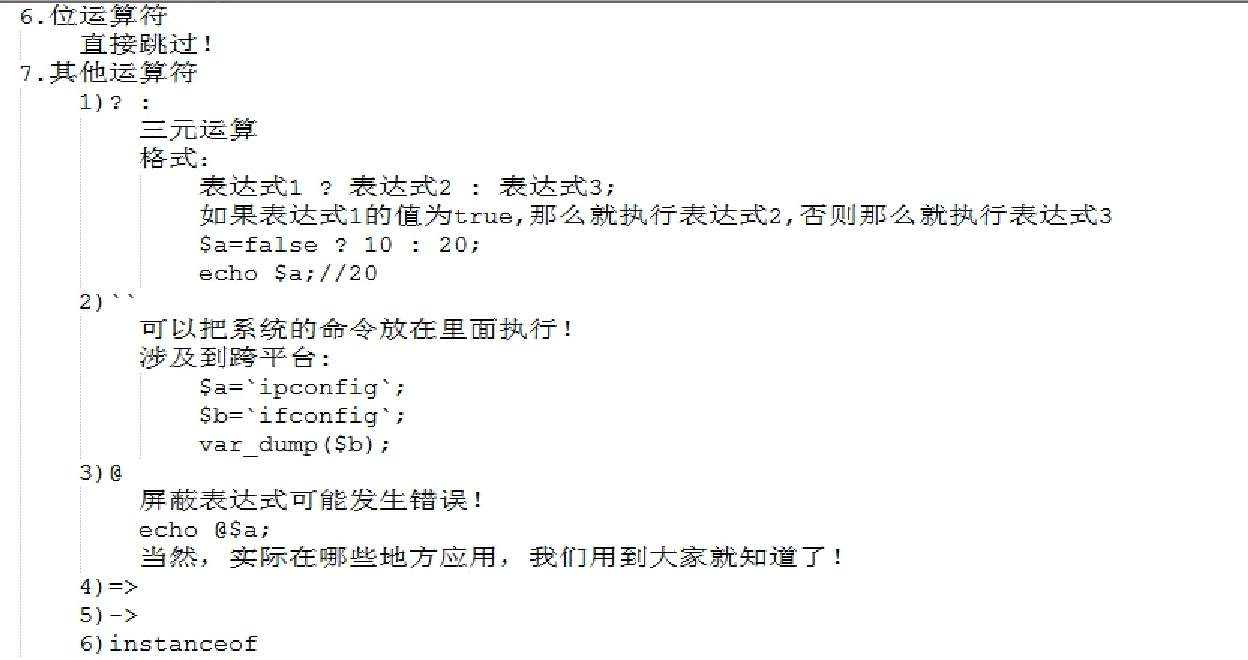 6.位运算符
直接跳过!
7.其他运算符
1)? :
三元运算
格式:
表达式1 ? 表达式2 : 表达式3;
如果表达式1的值为true,那么就执行表达式2,否则那么就执行表达式3
$a=false ? 10 : 20;
echo $a;//20
2)``
可以把系统的命令放在里面执行!
涉及到跨平台:
$a=`ipconfig`;
$b=`ifconfig`;
var_dump($b);
3)@
屏蔽表达式可能发生错误!
echo @$a;
当然，实际在哪些地方应用，我们用到大家就知道了!
4)=>
5)->
6)instanceof